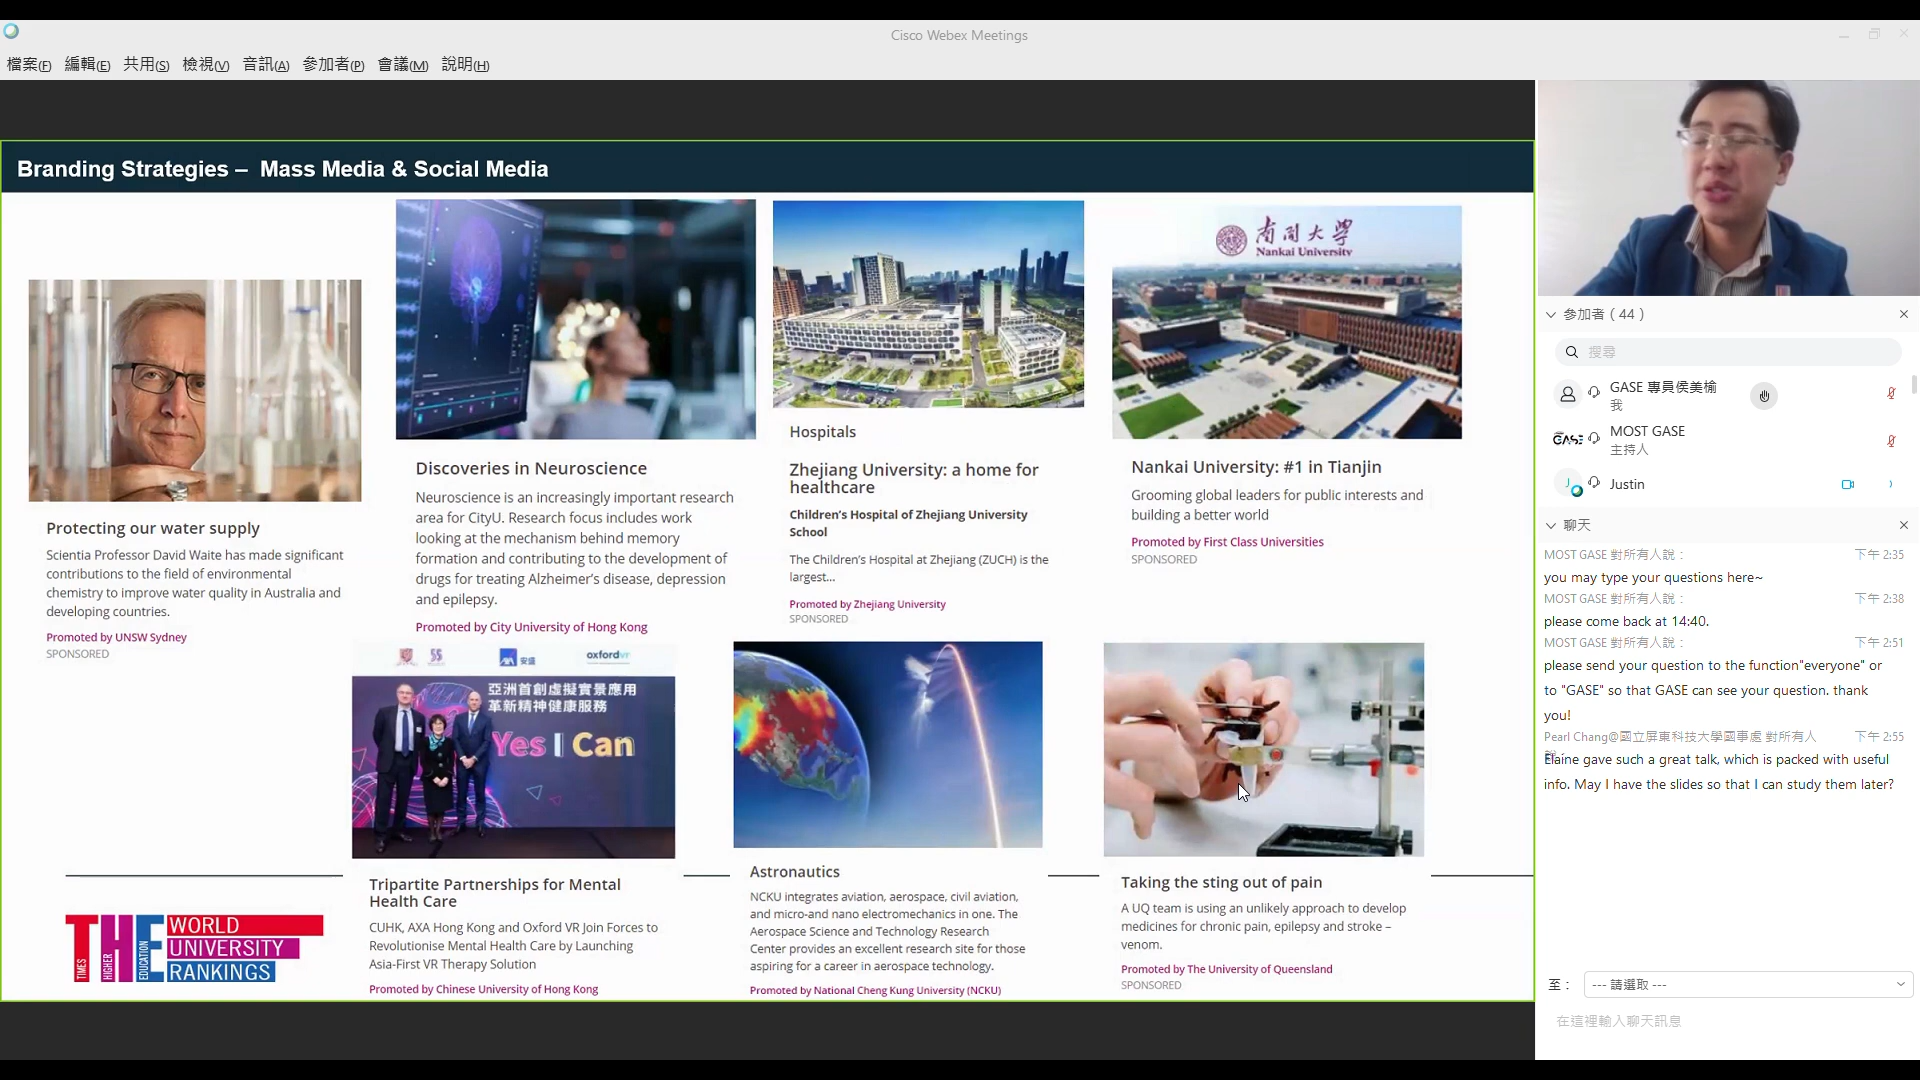 Cisco Webex Meetings
檔案(F) 編輯(E) 共用(S) 檢視(V) 音訊(A) 參加者(P) 會議(M) 說明(H)
Branding Strategies – Mass Media & Social Media
Protecting our water supply
Scientia Professor David Waite has made significant
contributions to the field of environmental
chemistry to improve water quality in Australia and
developing countries.
Promoted by UNSW Sydney
SPONSORED
Discoveries in Neuroscience
Neuroscience is an increasingly important research
area for CityU. Research focus includes work
looking at the mechanism behind memory
formation and contributing to the development of
drugs for treating Alzheimer's disease, depression
and epilepsy.
Promoted by City University of Hong Kong
Hospitals
Zhejiang University: a home for
healthcare
Children's Hospital of Zhejiang University
School
The Children's Hospital at Zhejiang (ZUCH) is the
largest...
Promoted by Zhejiang University
SPONSORED
南開大學
Nankai University
Nankai University: #1 in Tianjin
Grooming global leaders for public interests and
building a better world
Promoted by First Class Universities
SPONSORED
THE
TIMES
HIGHER
EDUCATION
WORLD
UNIVERSITY
RANKINGS
AXA 安盛
oxfordvr
亞洲首創虛擬實景應用
革新精神健康服務
Yes I Can
Tripartite Partnerships for Mental
Health Care
CUHK, AXA Hong Kong and Oxford VR Join Forces to
Revolutionise Mental Health Care by Launching
Asia-First VR Therapy Solution
Promoted by Chinese University of Hong Kong
Astronautics
NCKU integrates aviation, aerospace, civil aviation,
and micro-and nano electromechanics in one. The
Aerospace Science and Technology Research
Center provides an excellent research site for those
aspiring for a career in aerospace technology.
Promoted by National Cheng Kung University (NCKU)
Taking the sting out of pain
A UQ team is using an unlikely approach to develop
medicines for chronic pain, epilepsy and stroke –
venom.
Promoted by The University of Queensland
SPONSORED
參加者 ( 44 )
搜尋
GASE 專員侯美榆
我
GASE
MOST GASE
主持人
J
Justin
聊天
MOST GASE 對所有人說： 下午 2:35
you may type your questions here~
MOST GASE 對所有人說： 下午 2:38
please come back at 14:40.
MOST GASE 對所有人說： 下午 2:51
please send your question to the function"everyone" or
to "GASE" so that GASE can see your question. thank
you!
Pearl Chang@國立屏東科技大學國事處 對所有人 下午 2:55
Elaine gave such a great talk, which is packed with useful
info. May I have the slides so that I can study them later?
至： --- 請選取 ---
在這裡輸入聊天訊息